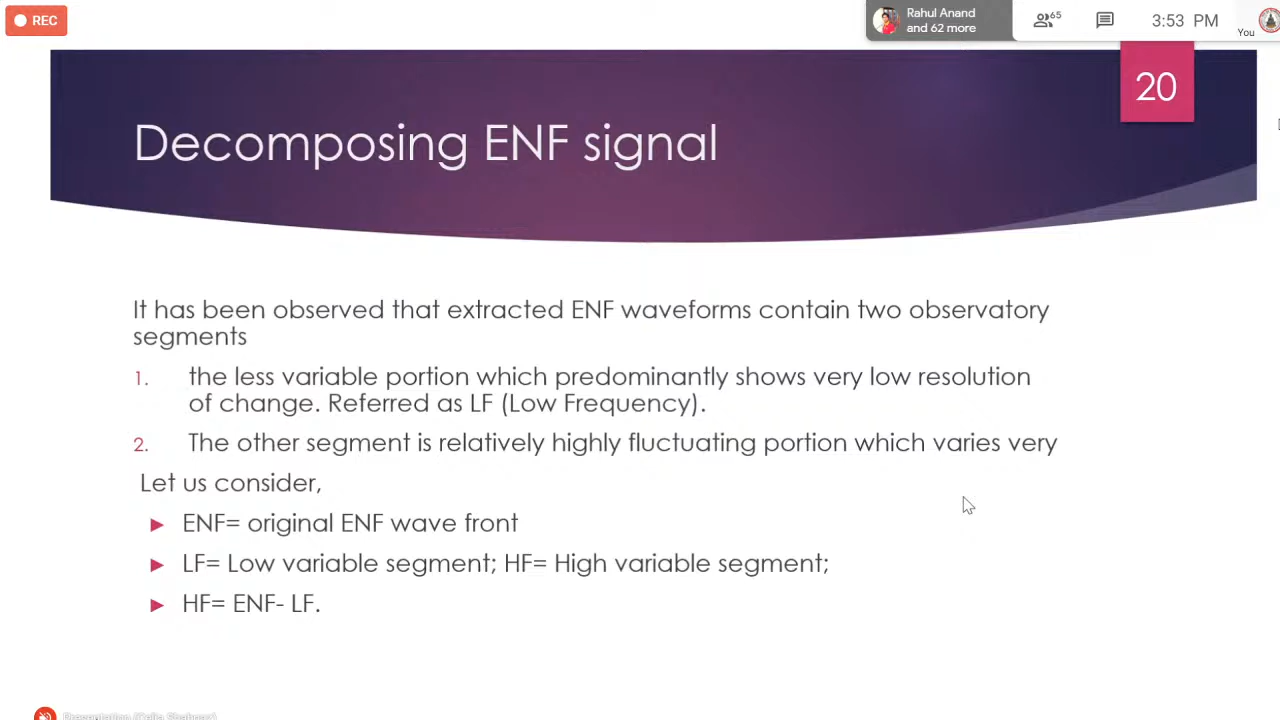 REC
Rahul Anand
and 62 more
65
3:53 PM
You
20
Decomposing ENF signal
It has been observed that extracted ENF waveforms contain two observatory
segments
1. the less variable portion which predominantly shows very low resolution
of change. Referred as LF (Low Frequency).
2. The other segment is relatively highly fluctuating portion which varies very
Let us consider,
► ENF= original ENF wave front
► LF= Low variable segment; HF= High variable segment;
► HF= ENF- LF.
Presentation (Celia Shahnaz)